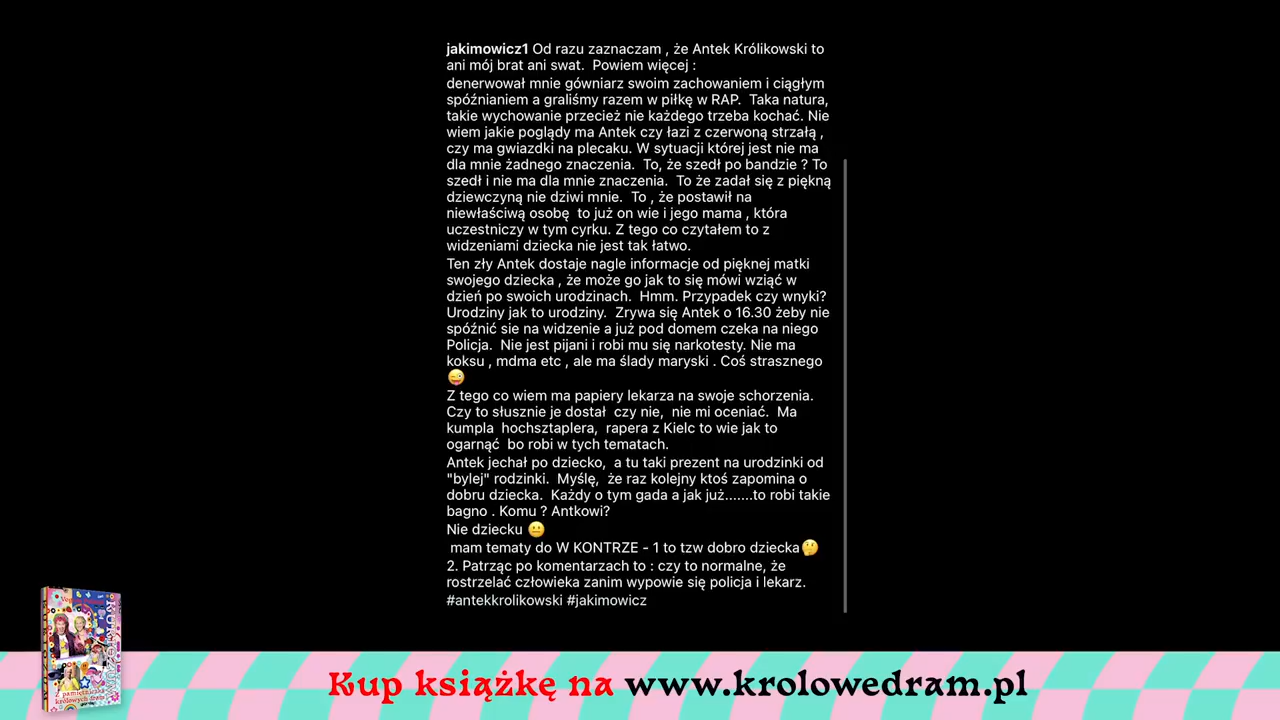 jakimowicz1 Od razu zaznaczam , że Antek Królikowski to
ani mój brat ani swat.  Powiem więcej :
denerwował mnie gówniarz swoim zachowaniem i ciągłym
spóźnianiem a graliśmy razem w piłkę w RAP.  Taka natura,
takie wychowanie przecież nie każdego trzeba kochać. Nie
wiem jakie poglądy ma Antek czy łazi z czerwoną strzałą ,
czy ma gwiazdki na plecaku. W sytuacji której jest nie ma
dla mnie żadnego znaczenia.  To, że szedł po bandzie ? To
szedł i nie ma dla mnie znaczenia.  To że zadał się z piękną
dziewczyną nie dziwi mnie.  To , że postawił na
niewłaściwą osobę  to już on wie i jego mama , która
uczestniczy w tym cyrku. Z tego co czytałem to z
widzeniami dziecka nie jest tak łatwo.
Ten zły Antek dostaje nagle informacje od pięknej matki
swojego dziecka , że może go jak to się mówi wziąć w
dzień po swoich urodzinach.  Hmm. Przypadek czy wnyki?
Urodziny jak to urodziny.  Zrywa się Antek o 16.30 żeby nie
spóźnić sie na widzenie a już pod domem czeka na niego
Policja.  Nie jest pijani i robi mu się narkotesty. Nie ma
koksu , mdma etc , ale ma ślady maryski . Coś strasznego
😜
Z tego co wiem ma papiery lekarza na swoje schorzenia.
Czy to słusznie je dostał  czy nie,  nie mi oceniać.  Ma
kumpla  hochsztaplera,  rapera z Kielc to wie jak to
ogarnąć  bo robi w tych tematach.
Antek jechał po dziecko,  a tu taki prezent na urodzinki od
"bylej" rodzinki.  Myślę,  że raz kolejny ktoś zapomina o
dobru dziecka.  Każdy o tym gada a jak już.......to robi takie
bagno . Komu ? Antkowi?
Nie dziecku 😐
mam tematy do W KONTRZE - 1 to tzw dobro dziecka🤔
2. Patrząc po komentarzach to : czy to normalne, że
rostrzelać człowieka zanim wypowie się policja i lekarz.
#antekkrolikowski #jakimowicz
Kup książkę na www.krolowedram.pl